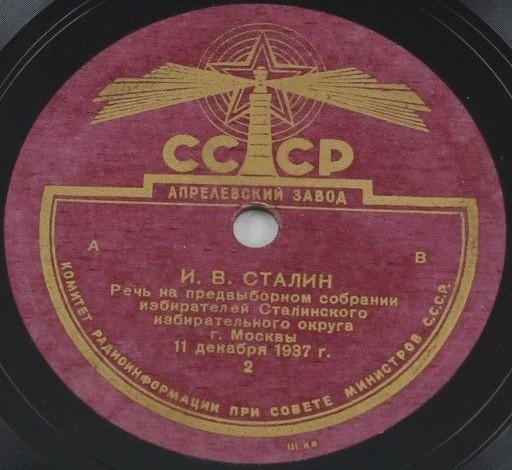 СССР
АПРЕЛЕВСКИЙ ЗАВОД
А
В
И. В. СТАЛИН
Речь на предвыборном собрании
избирателей Сталинского
избирательного округа
г. Москвы
11 декабря 1937 г.
2
КОМИТЕТ РАДИОИНФОРМАЦИИ ПРИ СОВЕТЕ МИНИСТРОВ С.С.С.Р.